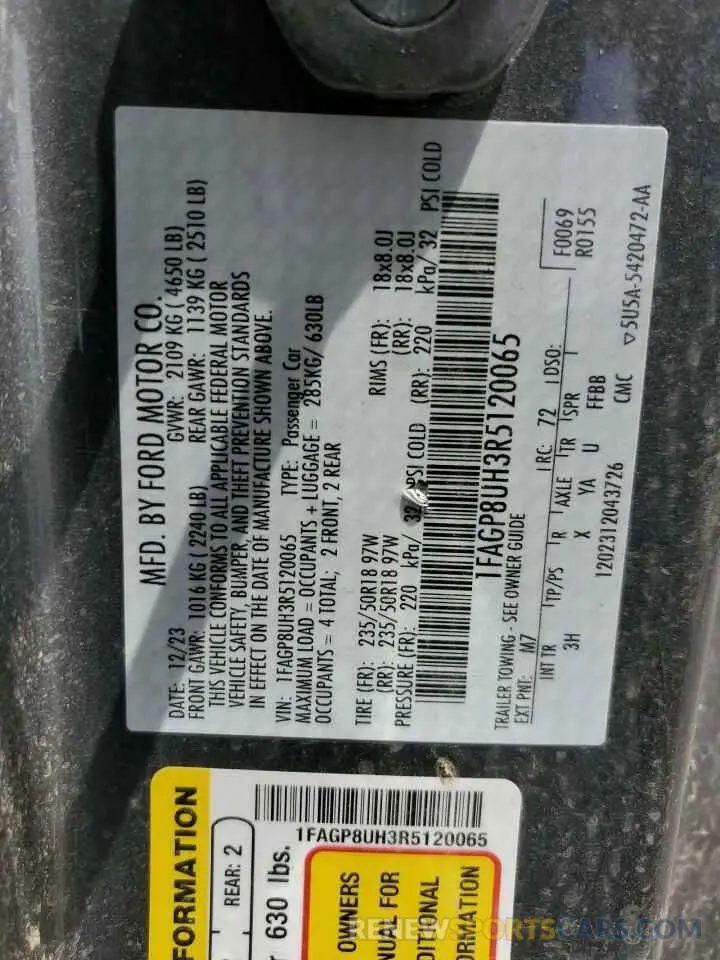 MFD. BY FORD MOTOR CO.
DATE: 12/23 GVWR: 2109 KG ( 4650 LB)
FRONT GAWR: 1016 KG ( 2240 LB) REAR GAWR: 1139 KG ( 2510 LB)
THIS VEHICLE CONFORMS TO ALL APPLICABLE FEDERAL MOTOR
VEHICLE SAFETY, BUMPER, AND THEFT PREVENTION STANDARDS
IN EFFECT ON THE DATE OF MANUFACTURE SHOWN ABOVE.
VIN: 1FAGP8UH3R5120065 TYPE: Passenger Car
MAXIMUM LOAD = OCCUPANTS + LUGGAGE = 285KG/ 630LB
OCCUPANTS = 4 TOTAL; 2 FRONT, 2 REAR
TIRE (FR): 235/50R18 97W RIMS (FR): 18x8.0J
(RR): 235/50R18 97W (RR): 18x8.0J
PRESSURE (FR): 220 kPa/ 32 PSI COLD (RR): 220 kPa/ 32 PSI COLD
1FAGP8UH3R5120065
TRAILER TOWING - SEE OWNER GUIDE
EXT PNT: M7 RC: 72 DSO:
INT TR TP/PS R AXLE TR SPR
3H X YA U FFBB
F0069
R0155
1202312043726 CMC ▽5U5A-5420472-AA
FORMATION
REAR: 2
630 lbs.
1FAGP8UH3R5120065
OWNERS
NUAL FOR
DITIONAL
ORMATION
RENEWSPORTSCARS.COM